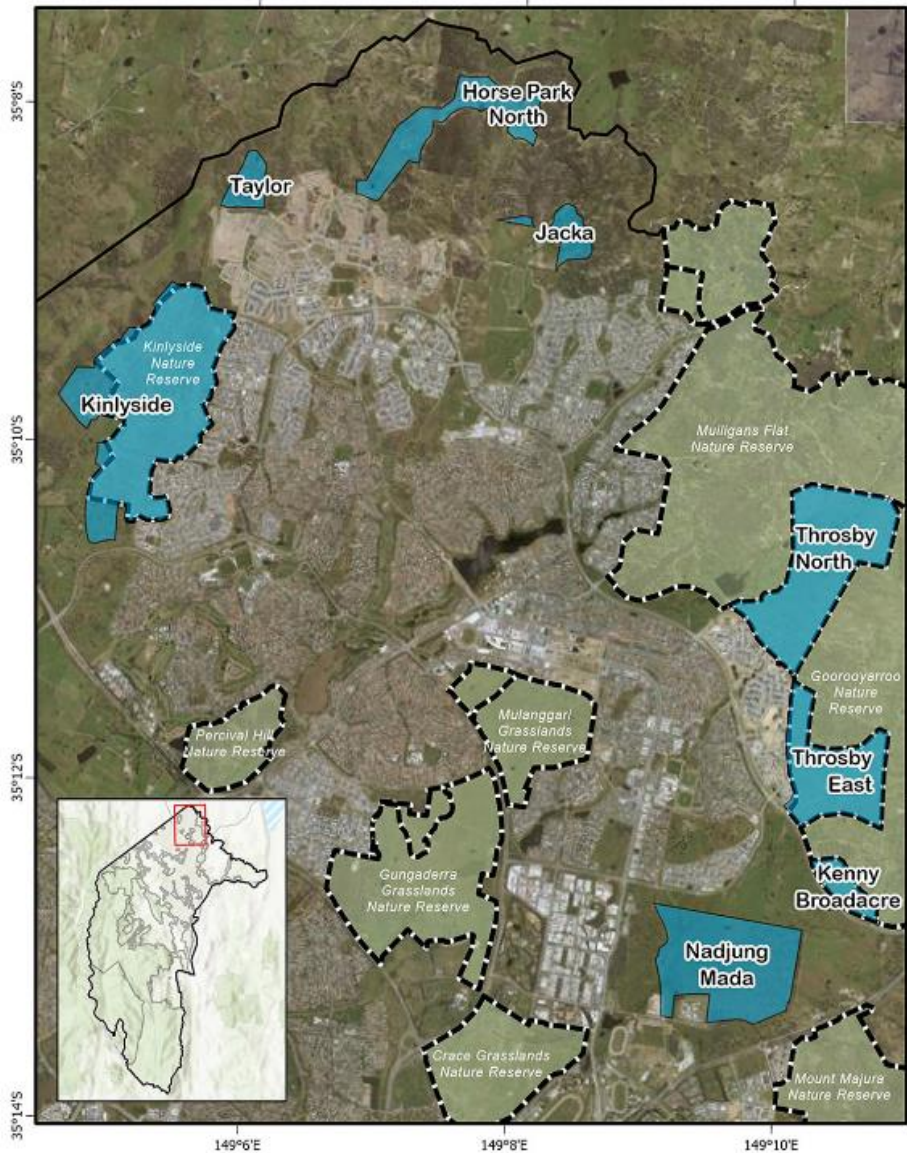 35°8'S
Horse Park
North
Taylor
Jacka
Kinlyside
Nature
Reserve
Kinlyside
35°10'S
Mulligans Flat
Nature Reserve
Throsby
North
Goorooyarroo
Nature
Reserve
Percival Hill
Nature Reserve
Mulanggari
Grasslands
Nature Reserve
Throsby
East
35°12'S
Gungaderra
Grasslands
Nature Reserve
Kenny
Broadacre
Nadjung
Mada
Crace Grasslands
Nature Reserve
Mount Majura
Nature Reserve
35°14'S
149°6'E
149°8'E
149°10'E